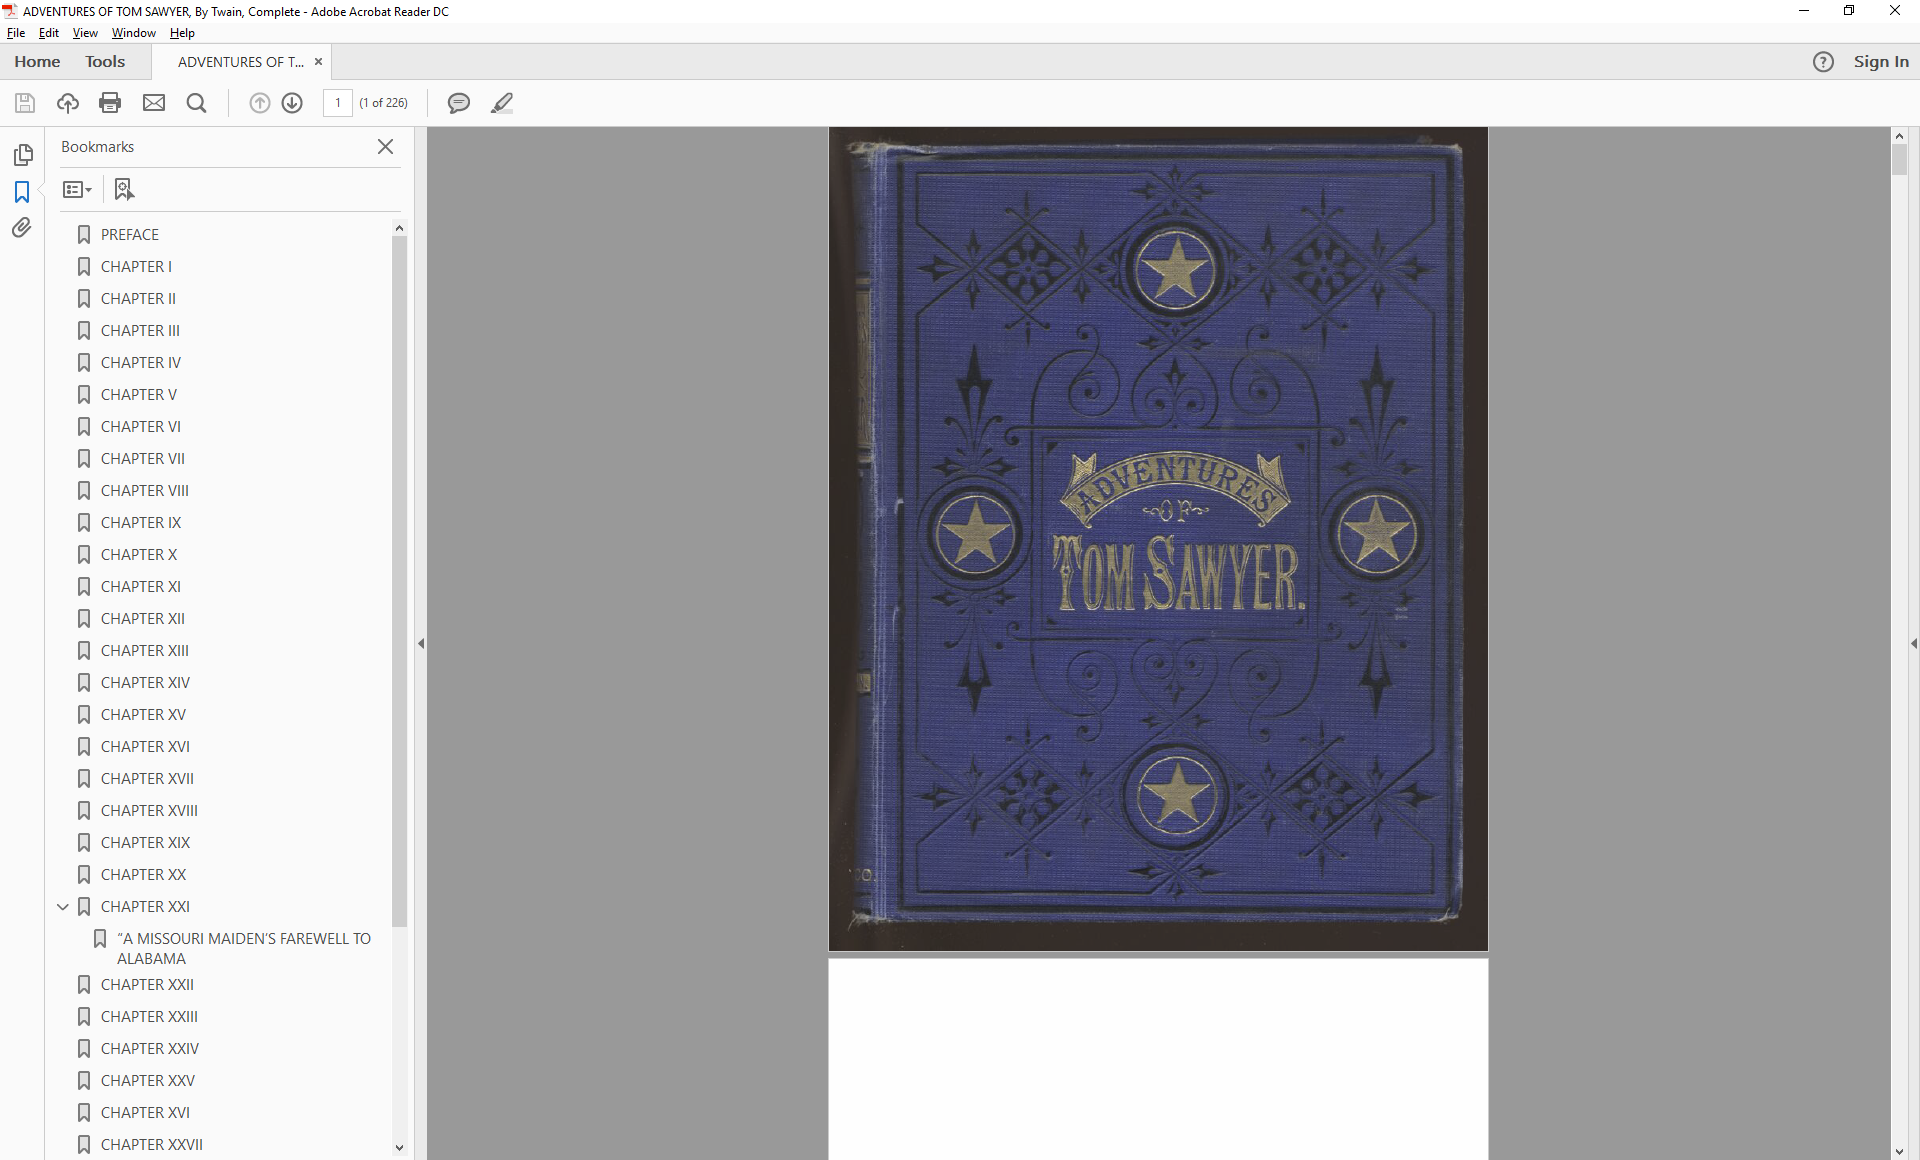 ADVENTURES OF TOM SAWYER, By Twain, Complete - Adobe Acrobat Reader DC
File Edit View Window Help
Home Tools ADVENTURES OF T... Sign In
1 (1 of 226)
Bookmarks
PREFACE
CHAPTER I
CHAPTER II
CHAPTER III
CHAPTER IV
CHAPTER V
CHAPTER VI
CHAPTER VII
CHAPTER VIII
CHAPTER IX
CHAPTER X
CHAPTER XI
CHAPTER XII
CHAPTER XIII
CHAPTER XIV
CHAPTER XV
CHAPTER XVI
CHAPTER XVII
CHAPTER XVIII
CHAPTER XIX
CHAPTER XX
CHAPTER XXI
“A MISSOURI MAIDEN’S FAREWELL TO
ALABAMA
CHAPTER XXII
CHAPTER XXIII
CHAPTER XXIV
CHAPTER XXV
CHAPTER XVI
CHAPTER XXVII
ADVENTURES
OF
TOM SAWYER.